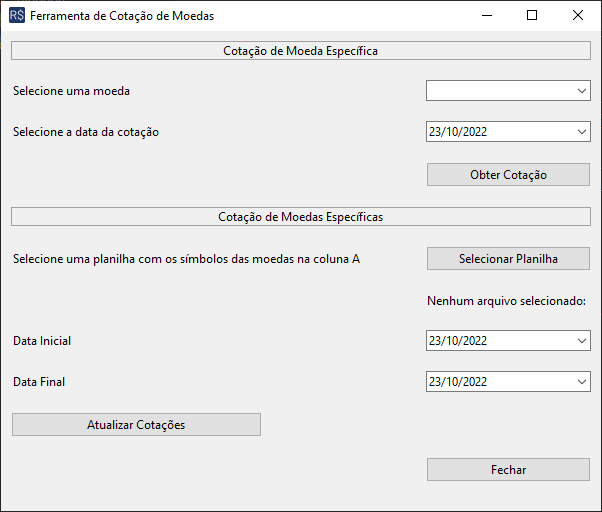 R$ Ferramenta de Cotação de Moedas
Cotação de Moeda Específica
Selecione uma moeda
Selecione a data da cotação 23/10/2022
Obter Cotação
Cotação de Moedas Específicas
Selecione uma planilha com os símbolos das moedas na coluna A Selecionar Planilha
Nenhum arquivo selecionado:
Data Inicial 23/10/2022
Data Final 23/10/2022
Atualizar Cotações
Fechar